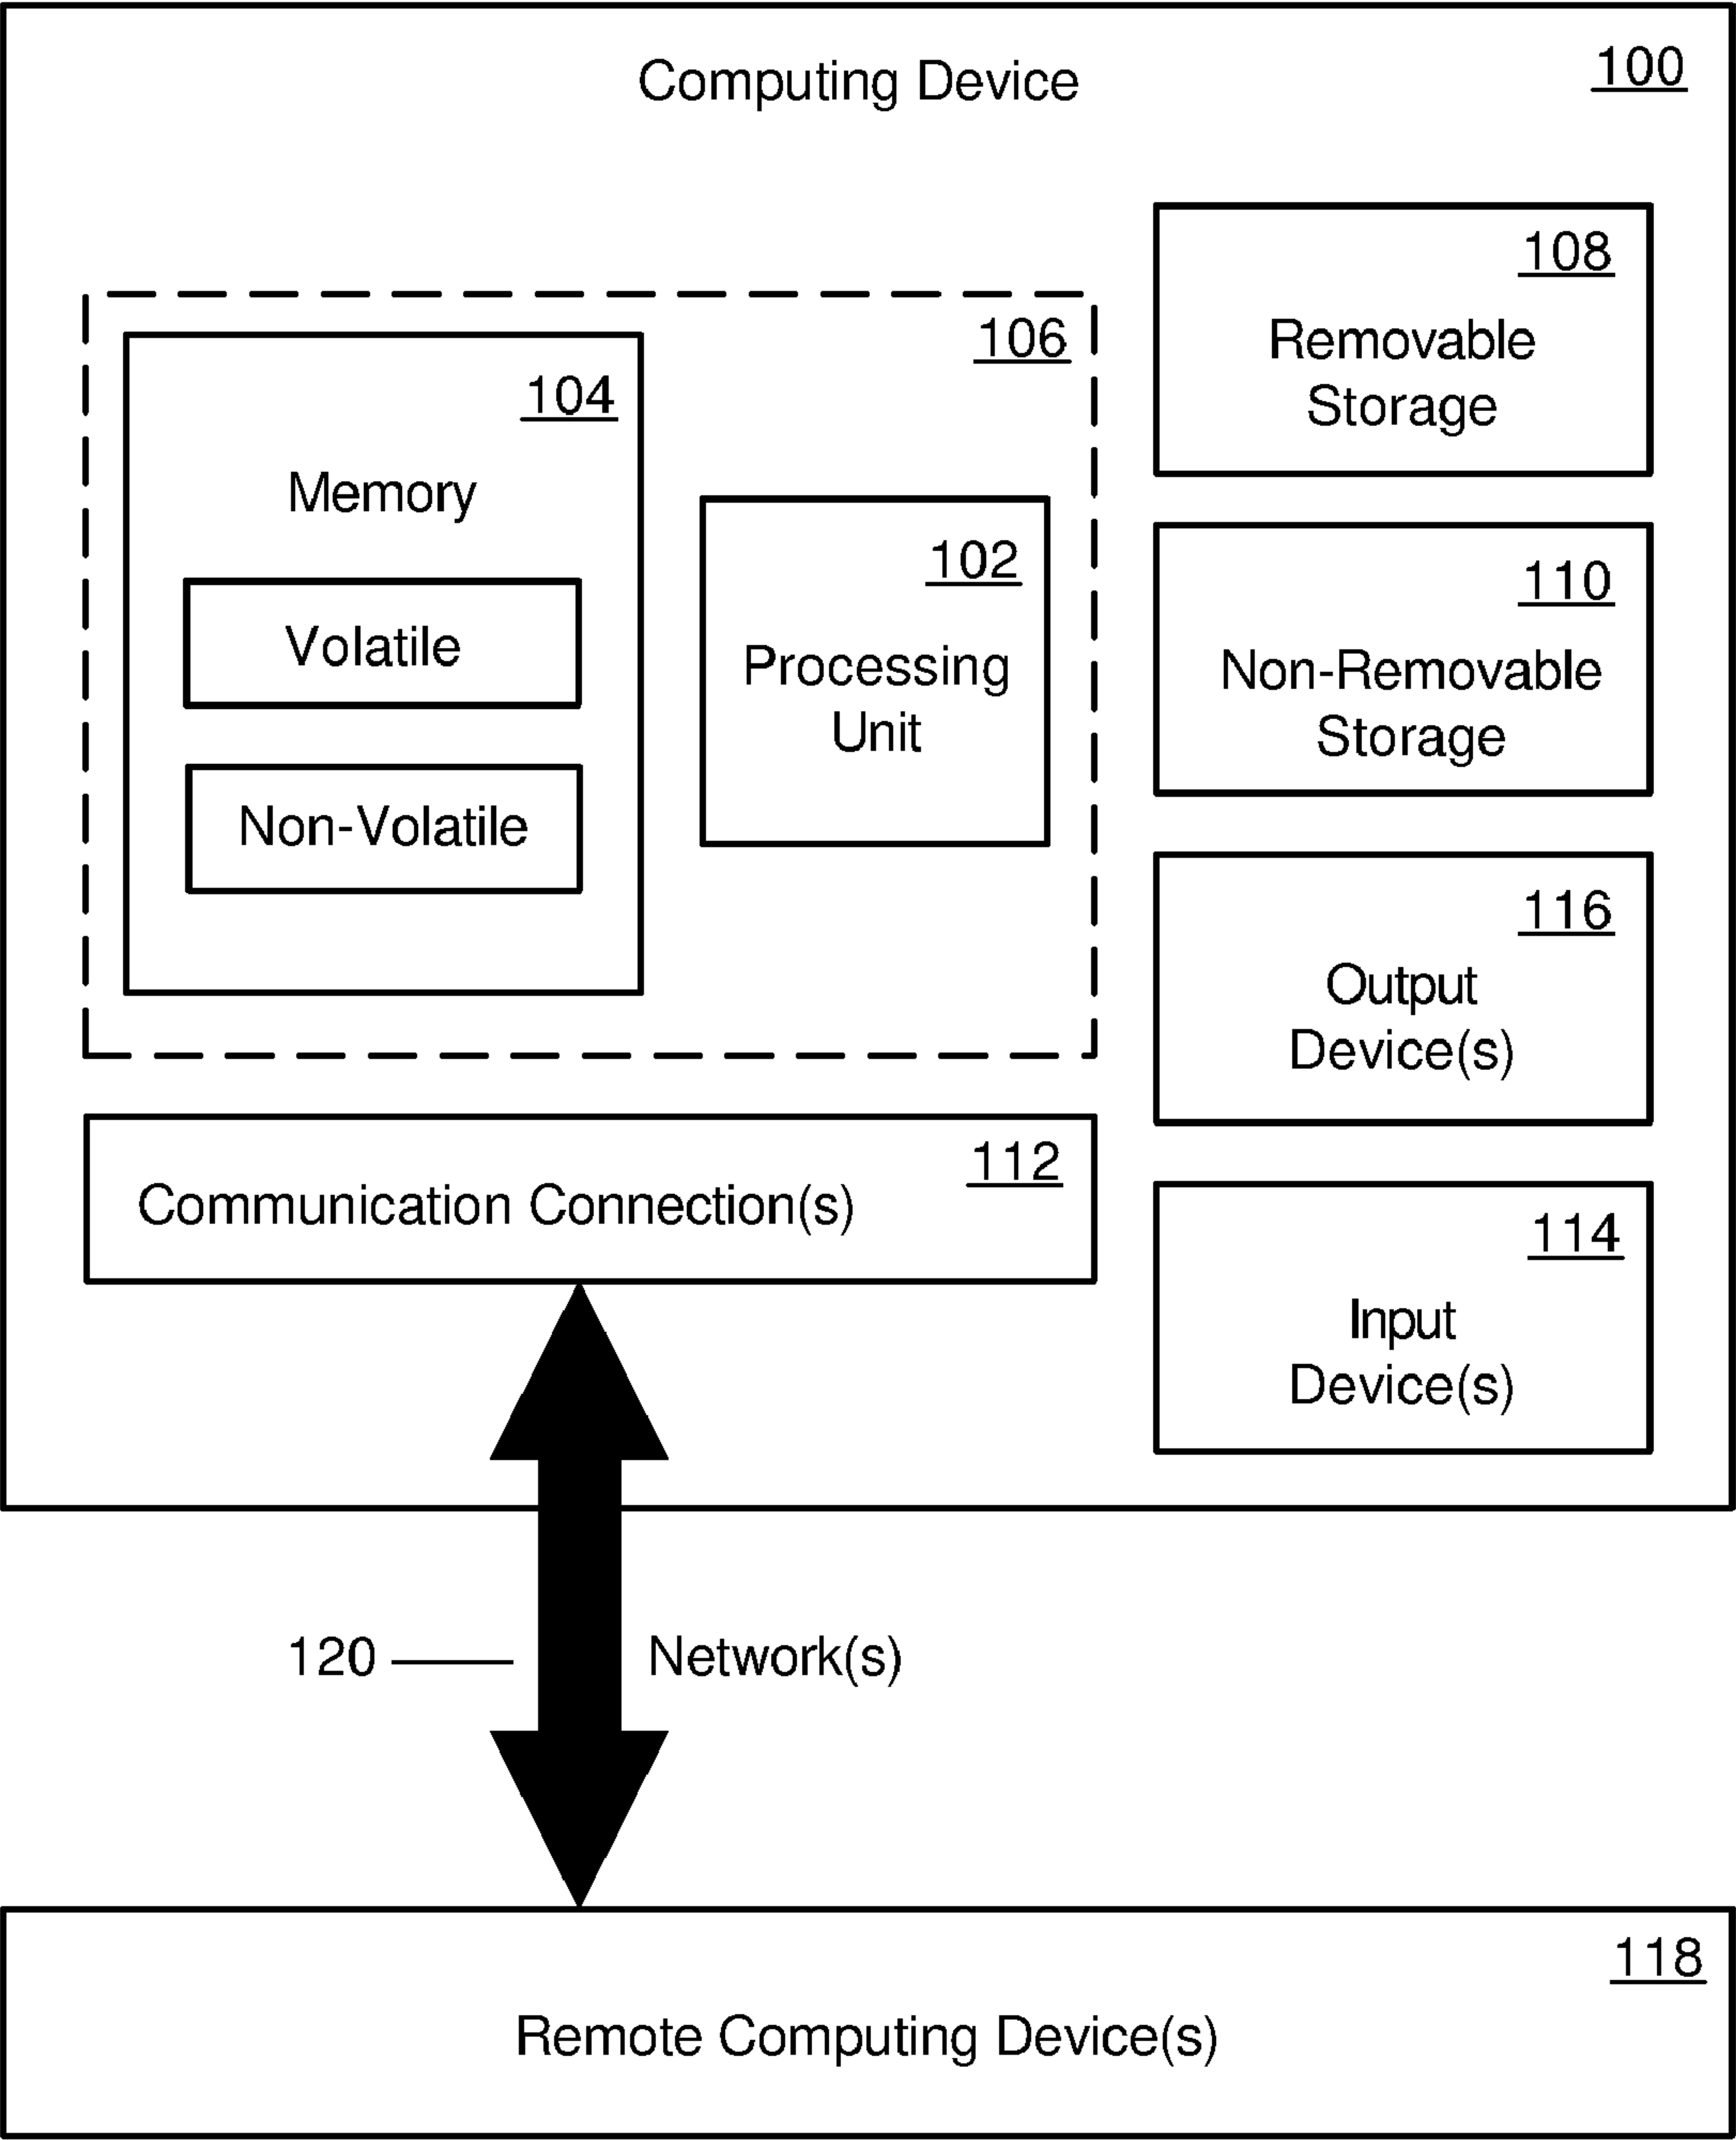 Computing Device
100
106
104
Memory
Volatile
Non-Volatile
102
Processing
Unit
108
Removable
Storage
110
Non-Removable
Storage
116
Output
Device(s)
112
Communication Connection(s)
114
Input
Device(s)
120
Network(s)
118
Remote Computing Device(s)